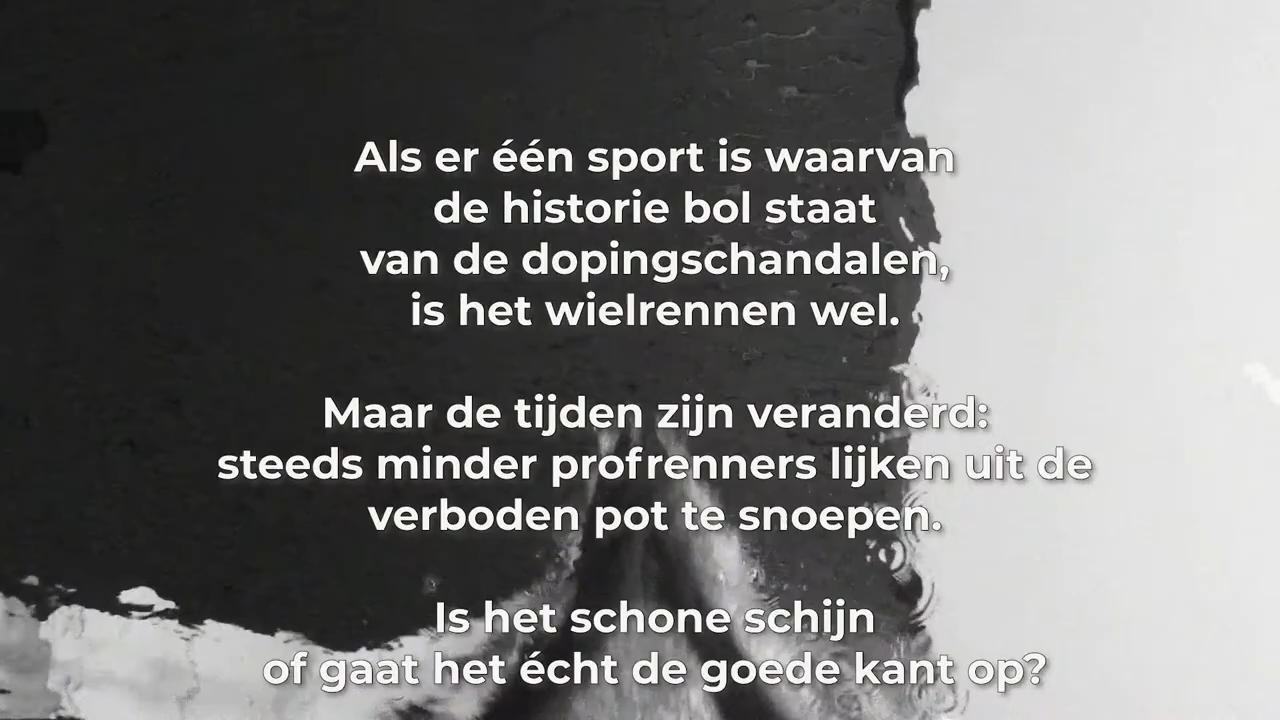 Als er één sport is waarvan
de historie bol staat
van de dopingschandalen,
is het wielrennen wel.
Maar de tijden zijn veranderd:
steeds minder profrenners lijken uit de
verboden pot te snoepen.
Is het schone schijn
of gaat het écht de goede kant op?